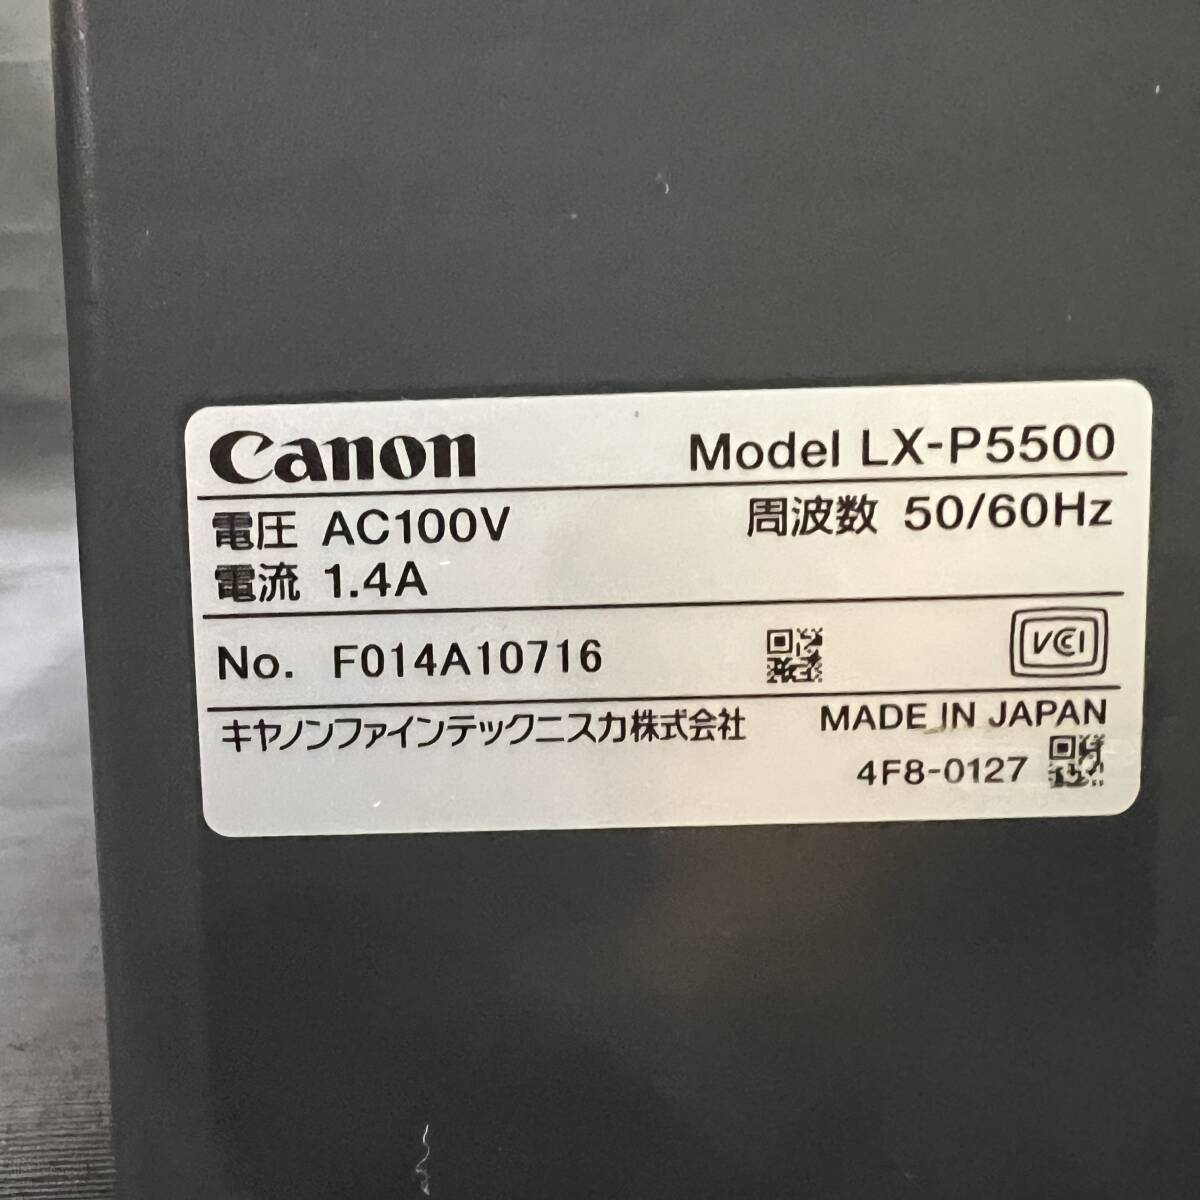 Canon Model LX-P5500
電圧 AC100V 周波数 50/60Hz
電流 1.4A
No. F014A10716 VCI
キヤノンファインテックニスカ株式会社 MADE IN JAPAN
4F8-0127